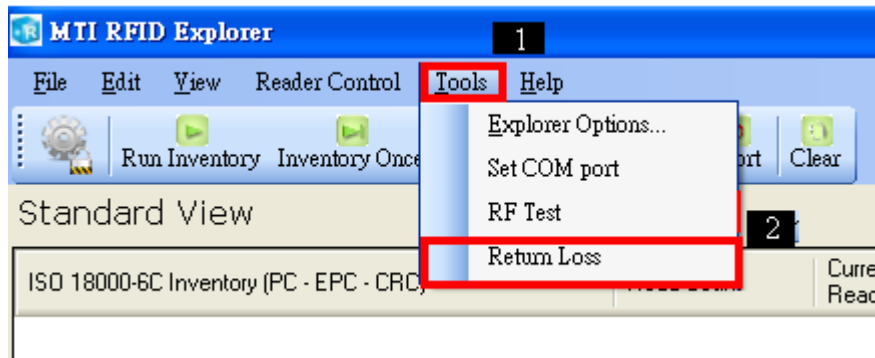 MTI RFID Explorer
1
File Edit View Reader Control Tools Help
Explorer Options...
Run Inventory Inventory Once Clear
Set COM port
Standard View
RF Test
2
Return Loss
ISO 18000-6C Inventory (PC - EPC - CRC)